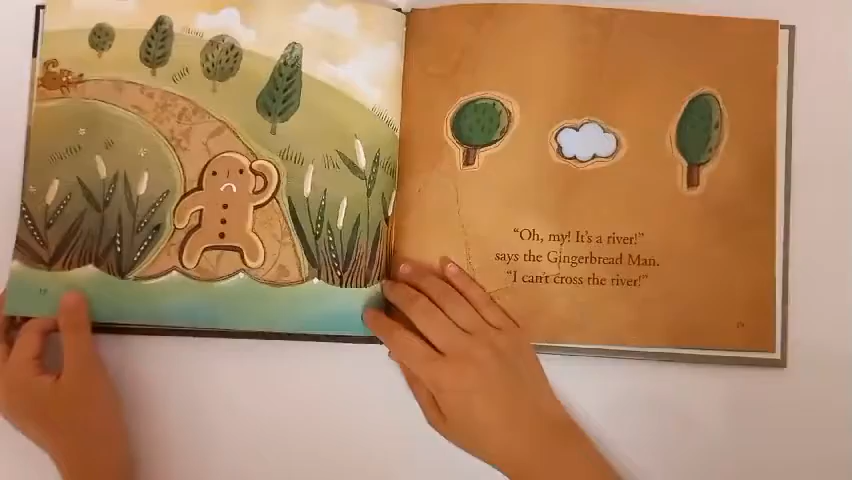 "Oh, my! It's a river!"
says the Gingerbread Man.
"I can't cross the river!"